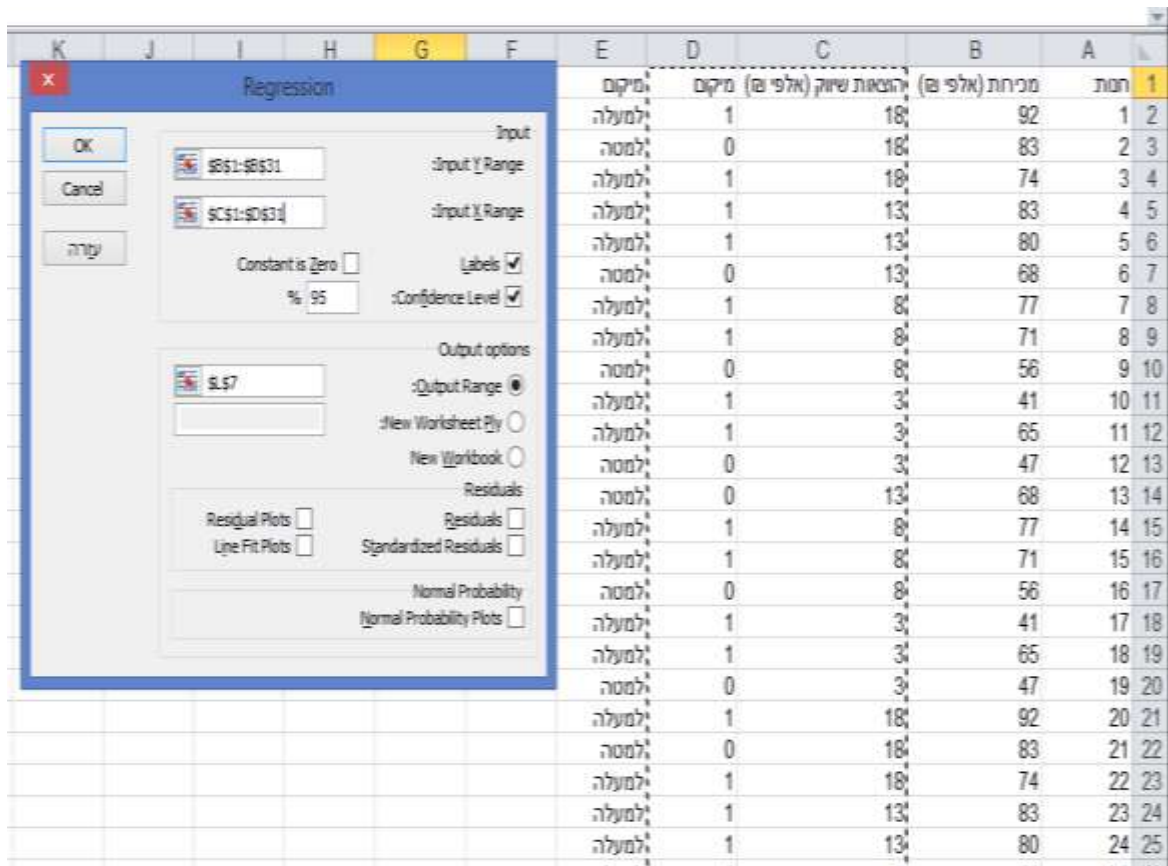 K J I H G F E D C B A
1 חנות מכירות (אלפי ₪) הוצאות שיווק (אלפי ₪) מיקום מיקום
2 1 92 18 1 למעלה
3 2 83 18 0 למטה
4 3 74 18 1 למעלה
5 4 83 13 1 למעלה
6 5 80 13 1 למעלה
7 6 68 13 0 למטה
8 7 77 8 1 למעלה
9 8 71 8 1 למעלה
10 9 56 8 0 למטה
11 10 41 3 1 למעלה
12 11 65 3 1 למעלה
13 12 47 3 0 למטה
14 13 68 13 0 למטה
15 14 77 8 1 למעלה
16 15 71 8 1 למעלה
17 16 56 8 0 למטה
18 17 41 3 1 למעלה
19 18 65 3 1 למעלה
20 19 47 3 0 למטה
21 20 92 18 1 למעלה
22 21 83 18 0 למטה
23 22 74 18 1 למעלה
24 23 83 13 1 למעלה
25 24 80 13 1 למעלה
Regression
Input
Input Y Range: $B$1:$B$31
Input X Range: $C$1:$D$31
Labels Constant is Zero
Confidence Level: 95 %
Output options
Output Range: $L$7
New Worksheet Ply:
New Workbook
Residuals
Residuals Residual Plots
Standardized Residuals Line Fit Plots
Normal Probability
Normal Probability Plots
OK
Cancel
עזרה